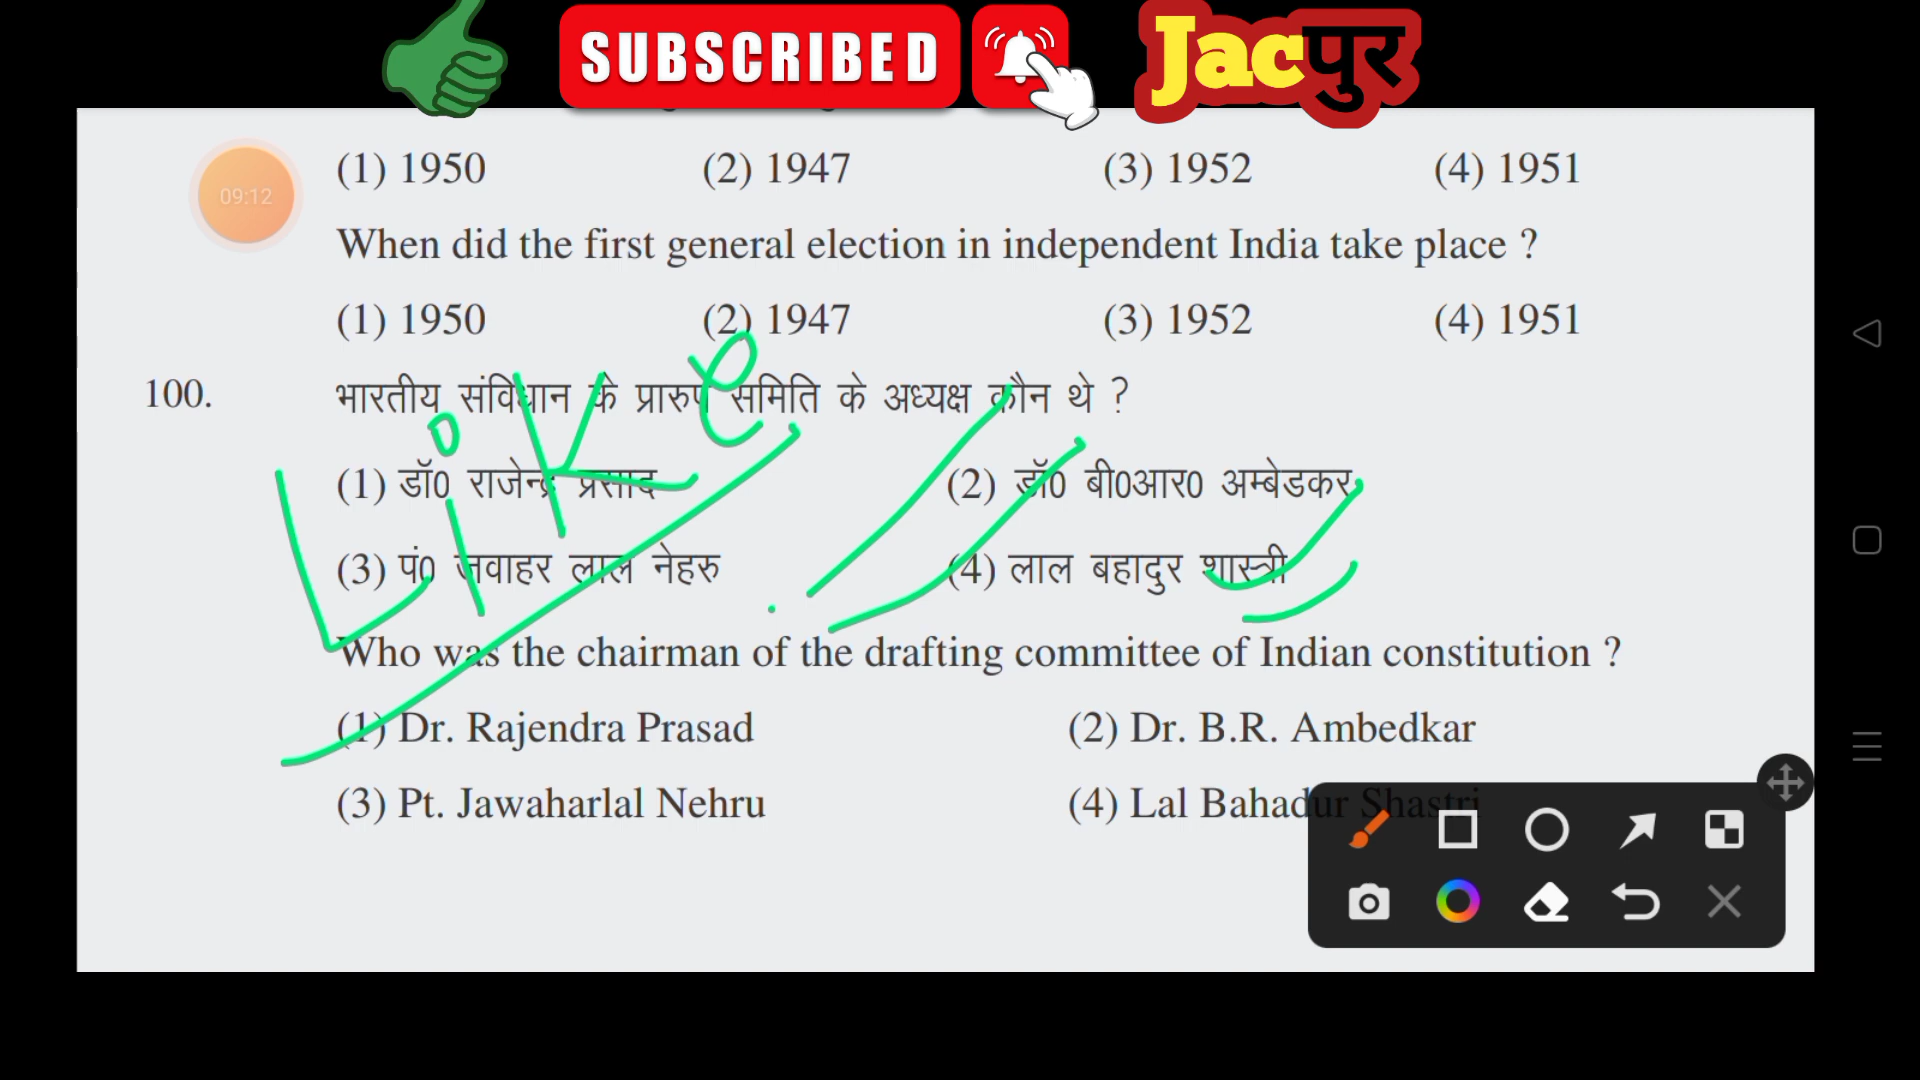 SUBSCRIBED
Jacपुर
09:12
(1) 1950 (2) 1947 (3) 1952 (4) 1951
When did the first general election in independent India take place ?
(1) 1950 (2) 1947 (3) 1952 (4) 1951
100. भारतीय संविधान के प्रारुप समिति के अध्यक्ष कौन थे ?
Like
(1) डॉ0 राजेन्द्र प्रसाद (2) डॉ0 बी0आर0 अम्बेडकर
(3) पं0 जवाहर लाल नेहरु (4) लाल बहादुर शास्त्री
Who was the chairman of the drafting committee of Indian constitution ?
(1) Dr. Rajendra Prasad (2) Dr. B.R. Ambedkar
(3) Pt. Jawaharlal Nehru (4) Lal Bahadur Shastri